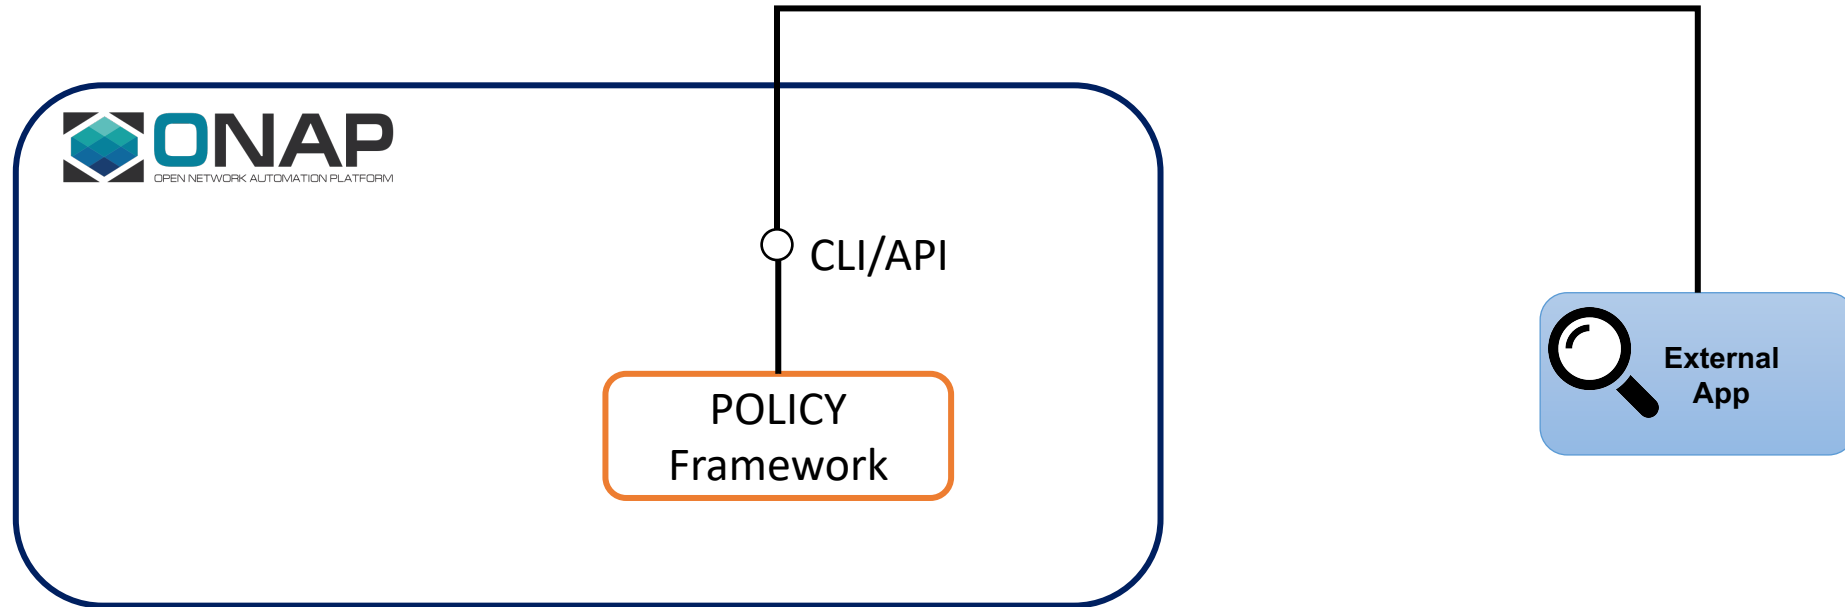 ONAP
OPEN NETWORK AUTOMATION PLATFORM
CLI/API
POLICY
Framework
External
App